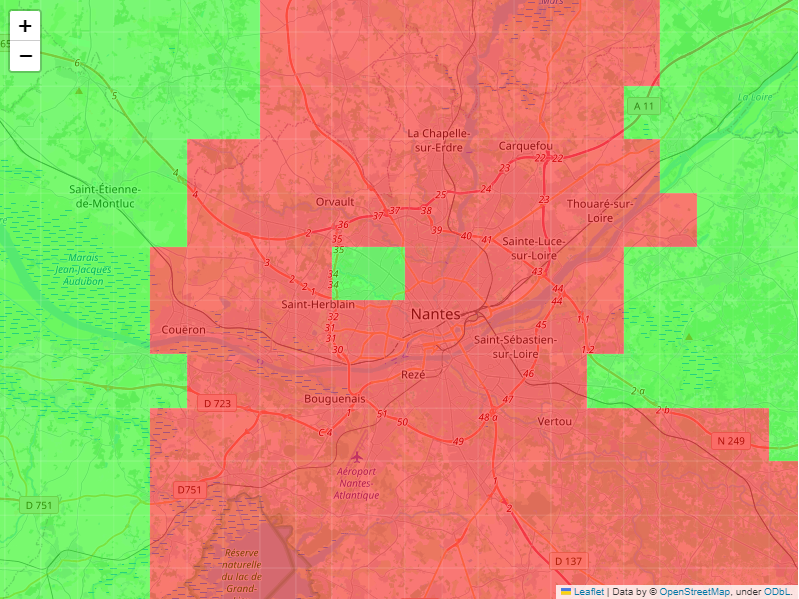 +
−
Mars
65
6
5
A 11
La Loire
La Chapelle-
sur-Erdre
Carquefou
22
22
23
4
Saint-Étienne-
de-Montluc
4
24
25
Orvault
37
37
38
23
Thouaré-sur-
Loire
36
2
35
39
40
41
Sainte-Luce-
sur-Loire
35
3
Marais
Jean-Jacques
Audubon
34
34
2
2
1
43
44
44
Saint-Herblain
Nantes
32
31
31
30
45
1.1
Couëron
Saint-Sébastien-
sur-Loire
1.2
Rezé
46
2·a
D 723
Bouguenais
47
2·b
1
51
50
48·a
Vertou
C 4
49
N 249
Aéroport
Nantes-
Atlantique
D751
1
D 751
2
Réserve
naturelle
du lac de
Grand-
D 137
Leaflet | Data by © OpenStreetMap, under ODbL.